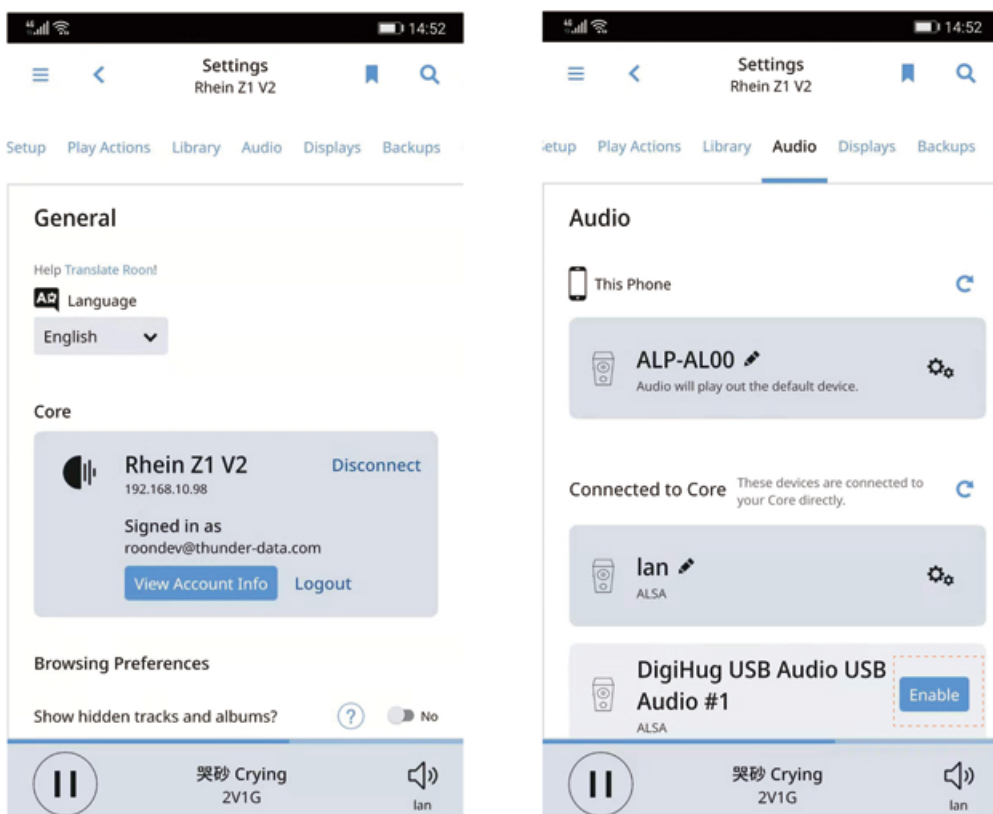 14:52
Settings
Rhein Z1 V2
Setup Play Actions Library Audio Displays Backups
General
Help Translate Roon!
Language
English
Core
Rhein Z1 V2
Disconnect
192.168.10.98
Signed in as
roondev@thunder-data.com
View Account Info Logout
Browsing Preferences
Show hidden tracks and albums? ? No
哭砂 Crying
2V1G
lan
14:52
Settings
Rhein Z1 V2
etup Play Actions Library Audio Displays Backups
Audio
This Phone
ALP-AL00
Audio will play out the default device.
Connected to Core
These devices are connected to
your Core directly.
lan
ALSA
DigiHug USB Audio USB
Audio #1
Enable
ALSA
哭砂 Crying
2V1G
lan